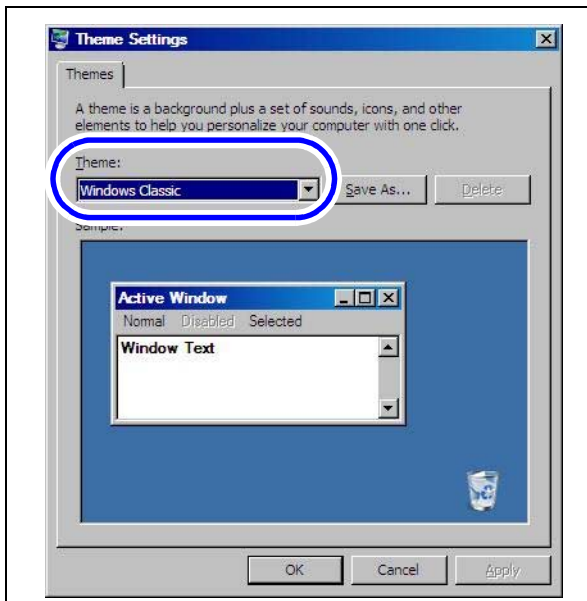 Theme Settings
Themes
A theme is a background plus a set of sounds, icons, and other
elements to help you personalize your computer with one click.
Theme:
Windows Classic
Save As...
Delete
Sample:
Active Window
Normal Disabled Selected
Window Text
OK
Cancel
Apply